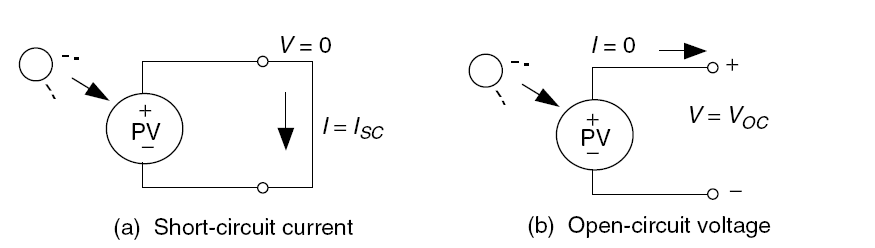 V = 0
+
PV
–
I = I_SC
(a) Short-circuit current
I = 0
+
+
PV
–
V = V_OC
–
(b) Open-circuit voltage